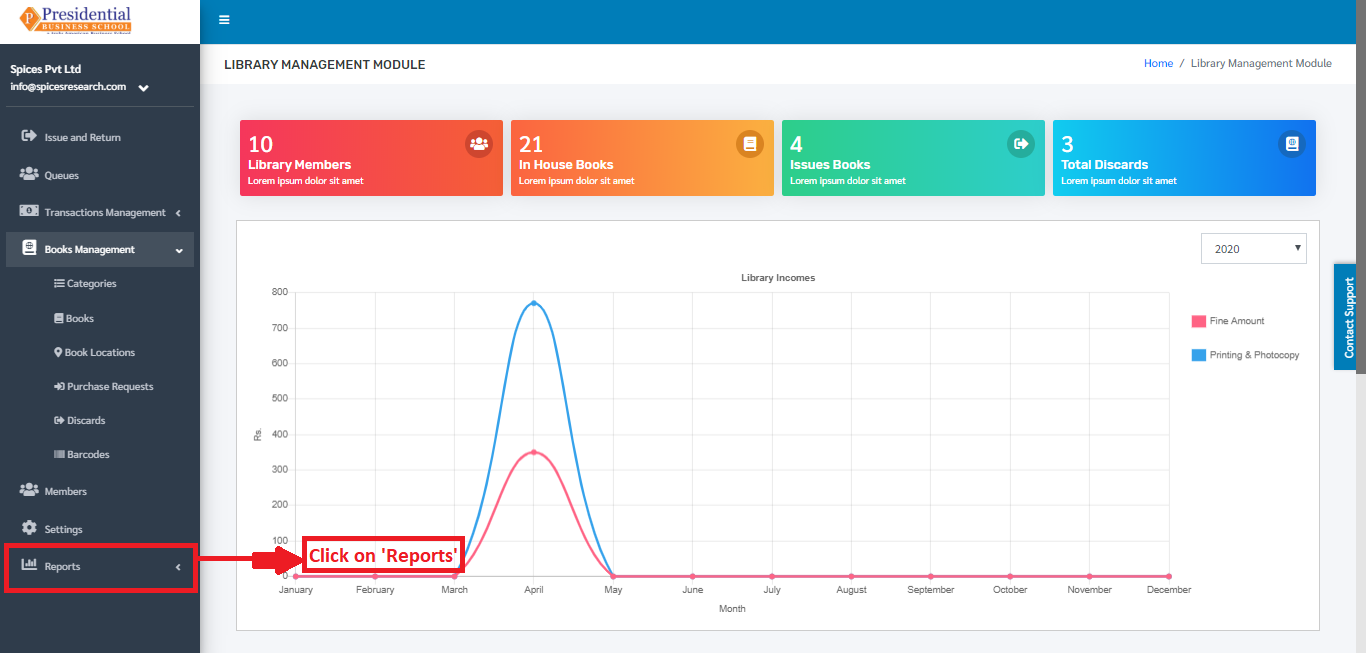 Presidential
BUSINESS SCHOOL
Spices Pvt Ltd
info@spicesresearch.com
Issue and Return
Queues
Transactions Management
Books Management
Categories
Books
Book Locations
Purchase Requests
Discards
Barcodes
Members
Settings
Reports
LIBRARY MANAGEMENT MODULE
Home / Library Management Module
10
Library Members
Lorem ipsum dolor sit amet
21
In House Books
Lorem ipsum dolor sit amet
4
Issues Books
Lorem ipsum dolor sit amet
3
Total Discards
Lorem ipsum dolor sit amet
2020
Library Incomes
Fine Amount
Printing & Photocopy
Rs.
800
700
600
500
400
300
200
100
0
January February March April May June July August September October November December
Month
Click on 'Reports'
Contact Support